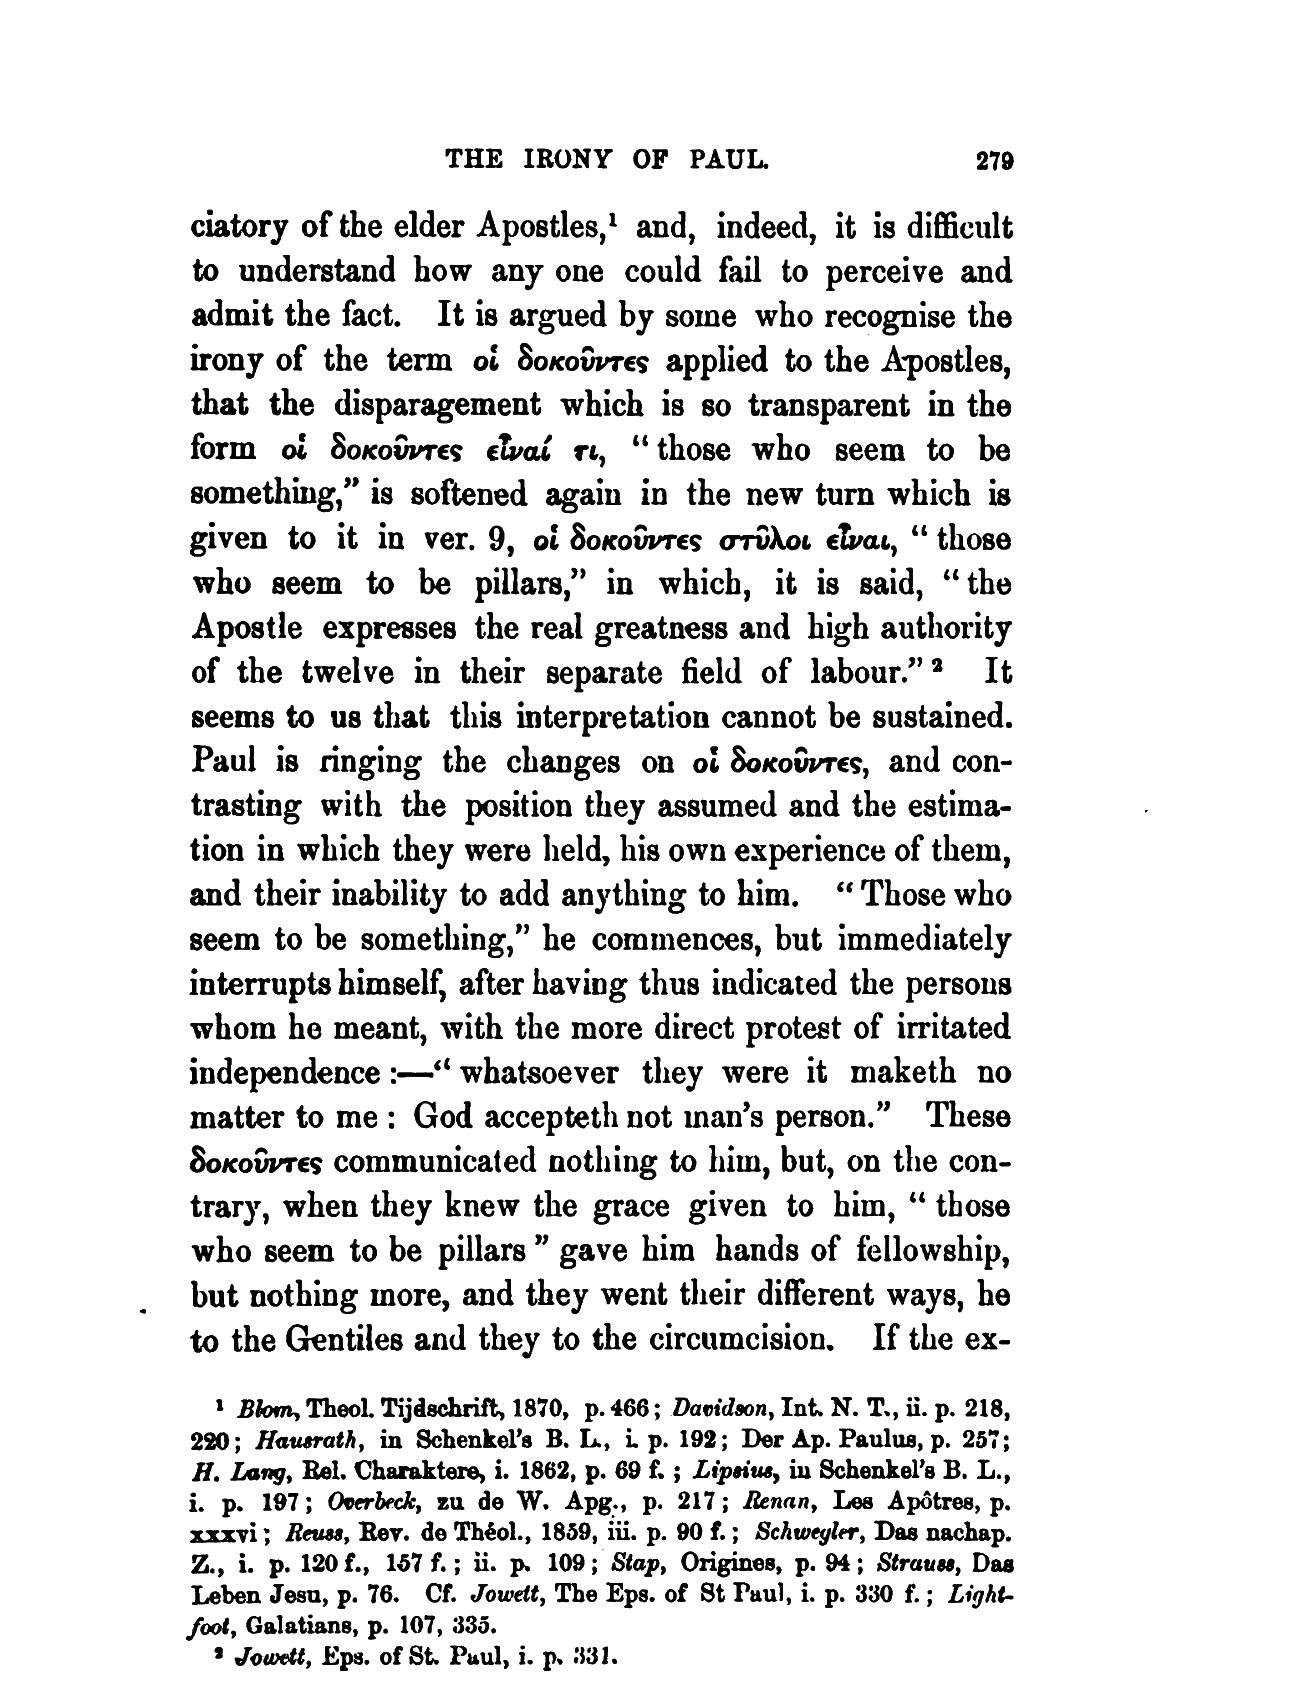 THE IRONY OF PAUL. 279
ciatory of the elder Apostles,¹ and, indeed, it is difficult
to understand how any one could fail to perceive and
admit the fact. It is argued by some who recognise the
irony of the term οἱ δοκοῦντες applied to the Apostles,
that the disparagement which is so transparent in the
form οἱ δοκοῦντες εἶναί τι, “those who seem to be
something,” is softened again in the new turn which is
given to it in ver. 9, οἱ δοκοῦντες στῦλοι εἶναι, “those
who seem to be pillars,” in which, it is said, “the
Apostle expresses the real greatness and high authority
of the twelve in their separate field of labour.”² It
seems to us that this interpretation cannot be sustained.
Paul is ringing the changes on οἱ δοκοῦντες, and con-
trasting with the position they assumed and the estima-
tion in which they were held, his own experience of them,
and their inability to add anything to him. “Those who
seem to be something,” he commences, but immediately
interrupts himself, after having thus indicated the persons
whom he meant, with the more direct protest of irritated
independence :—“whatsoever they were it maketh no
matter to me : God accepteth not man’s person.” These
δοκοῦντες communicated nothing to him, but, on the con-
trary, when they knew the grace given to him, “those
who seem to be pillars” gave him hands of fellowship,
but nothing more, and they went their different ways, he
to the Gentiles and they to the circumcision. If the ex-
¹ Blom, Theol. Tijdschrift, 1870, p. 466; Davidson, Int. N. T., ii. p. 218,
220; Hausrath, in Schenkel’s B. L., i. p. 192; Der Ap. Paulus, p. 257;
H. Lang, Rel. Charaktere, i. 1862, p. 69 f. ; Lipsius, in Schenkel’s B. L.,
i. p. 197; Overbeck, zu de W. Apg., p. 217; Renan, Les Apôtres, p.
xxxvi; Reuss, Rev. de Théol., 1859, iii. p. 90 f.; Schwegler, Das nachap.
Z., i. p. 120 f., 157 f.; ii. p. 109; Stap, Origines, p. 94; Strauss, Das
Leben Jesu, p. 76. Cf. Jowett, The Eps. of St Paul, i. p. 330 f.; Light-
foot, Galatians, p. 107, 335.
² Jowett, Eps. of St. Paul, i. p. 331.